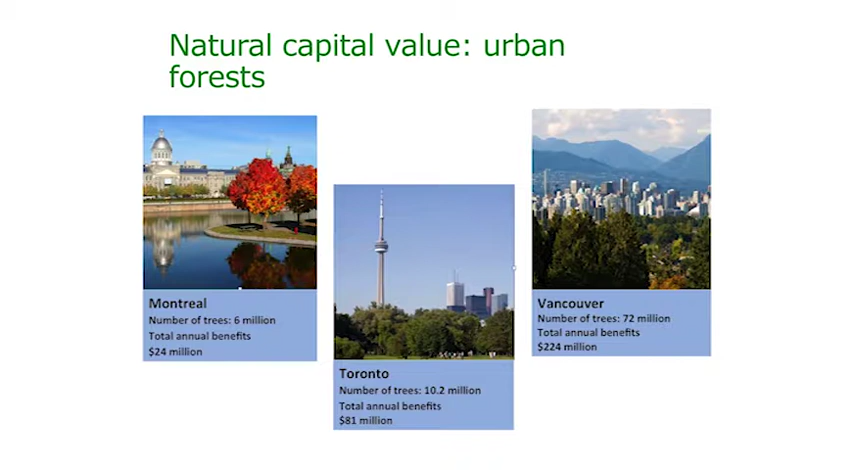 Natural capital value: urban
forests
Montreal
Number of trees: 6 million
Total annual benefits
$24 million
Toronto
Number of trees: 10.2 million
Total annual benefits
$81 million
Vancouver
Number of trees: 72 million
Total annual benefits
$224 million